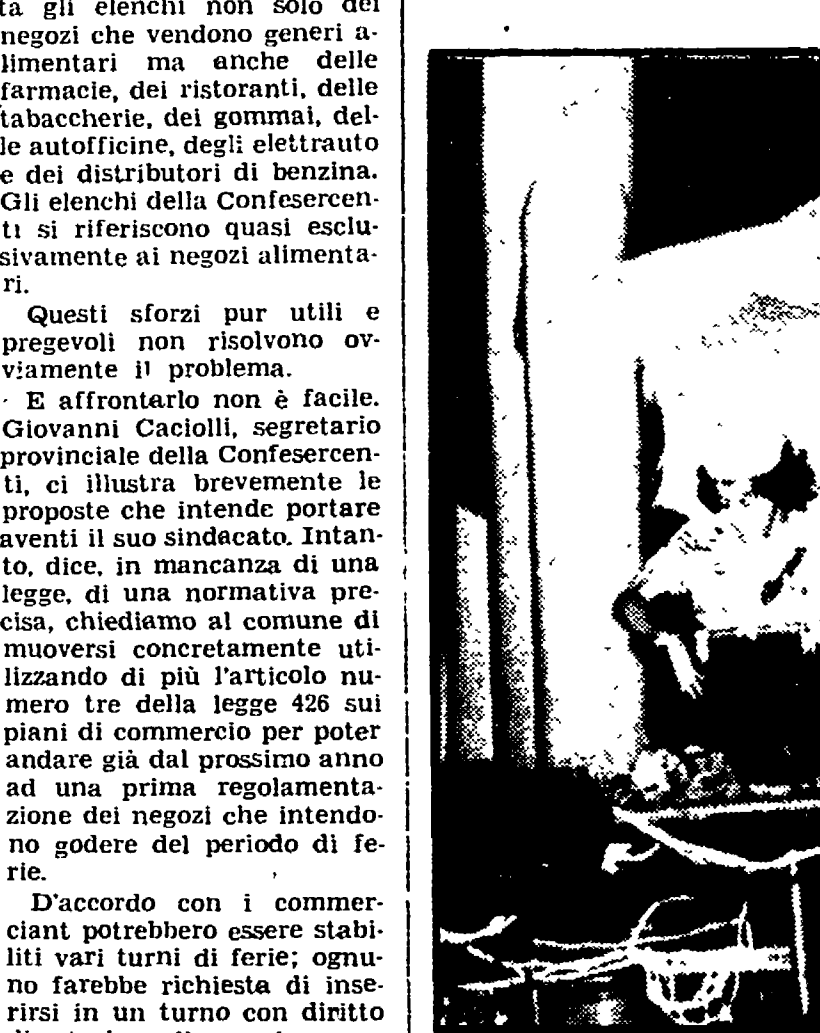 ta gli elenchi non solo dei
negozi che vendono generi a-
limentari ma anche delle
farmacie, dei ristoranti, delle
tabaccherie, dei gommai, del-
le autofficine, degli elettrauto
e dei distributori di benzina.
Gli elenchi della Confesercen-
ti si riferiscono quasi esclu-
sivamente ai negozi alimenta-
ri.
Questi sforzi pur utili e
pregevoli non risolvono ov-
viamente il problema.
E affrontarlo non è facile.
Giovanni Caciolli, segretario
provinciale della Confesercen-
ti, ci illustra brevemente le
proposte che intende portare
aventi il suo sindacato. Intan-
to, dice, in mancanza di una
legge, di una normativa pre-
cisa, chiediamo al comune di
muoversi concretamente uti-
lizzando di più l'articolo nu-
mero tre della legge 426 sui
piani di commercio per poter
andare già dal prossimo anno
ad una prima regolamenta-
zione dei negozi che intendo-
no godere del periodo di fe-
rie.
D'accordo con i commer-
ciant potrebbero essere stabi-
liti vari turni di ferie; ognu-
no farebbe richiesta di inse-
rirsi in un turno con diritto